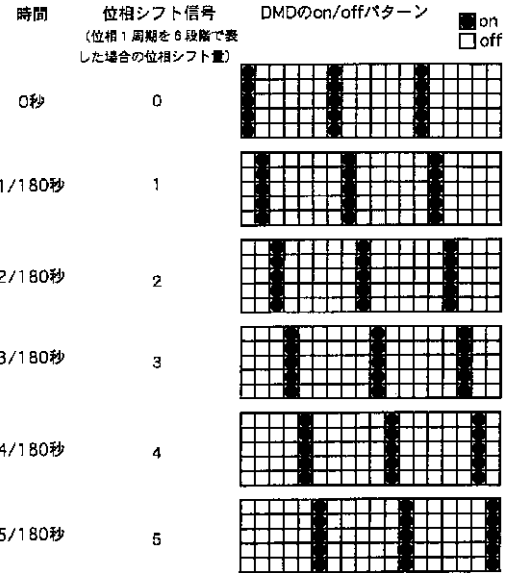 時間 位相シフト信号 DMDのon/offパターン
(位相1周期を6段階で表
した場合の位相シフト量)
on
off
0秒 0
1/180秒 1
2/180秒 2
3/180秒 3
4/180秒 4
5/180秒 5